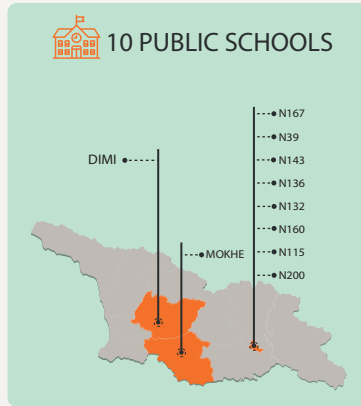 10 PUBLIC SCHOOLS
DIMI
MOKHE
N167
N39
N143
N136
N132
N160
N115
N200